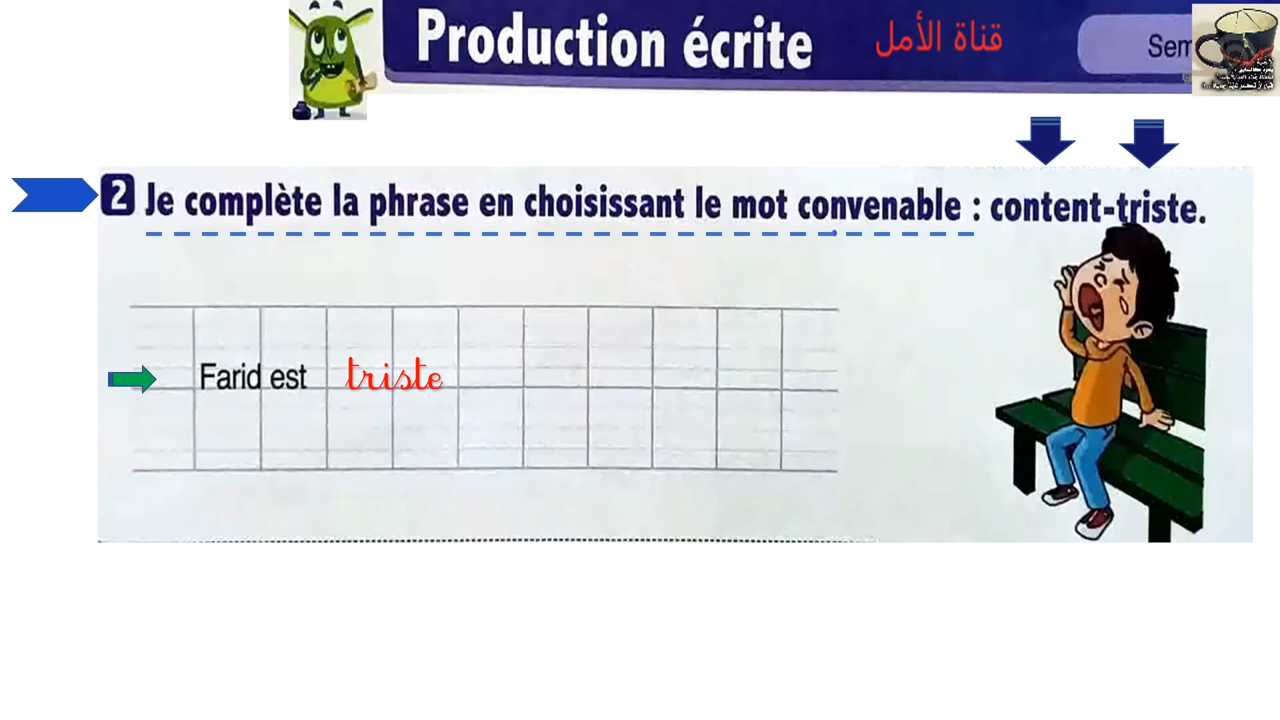 Production écrite
قناة الأمل
Sem
2 Je complète la phrase en choisissant le mot convenable : content-triste.
Farid est triste